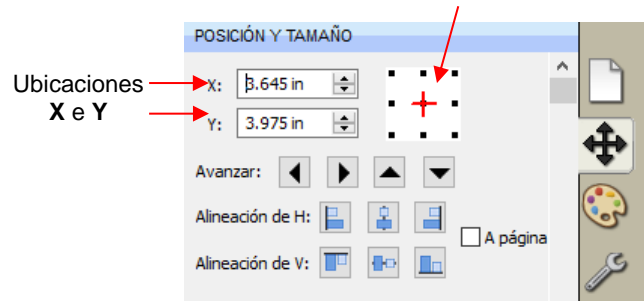 POSICIÓN Y TAMAÑO
Ubicaciones
X e Y
X: 3.645 in
Y: 3.975 in
Avanzar:
Alineación de H:
A página
Alineación de V: